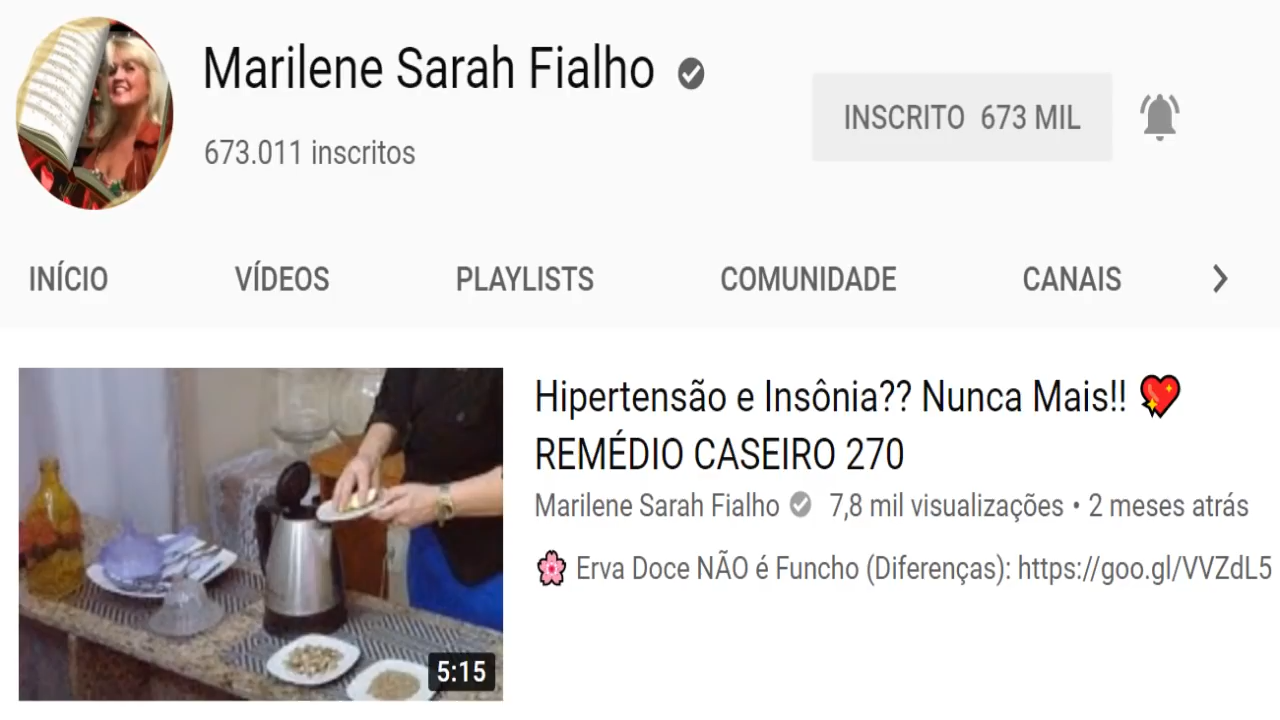 Marilene Sarah Fialho
673.011 inscritos
INSCRITO 673 MIL
INÍCIO VÍDEOS PLAYLISTS COMUNIDADE CANAIS
Hipertensão e Insônia?? Nunca Mais!! 💖
REMÉDIO CASEIRO 270
Marilene Sarah Fialho 7,8 mil visualizações • 2 meses atrás
🌸 Erva Doce NÃO é Funcho (Diferenças): https://goo.gl/VVZdL5
5:15